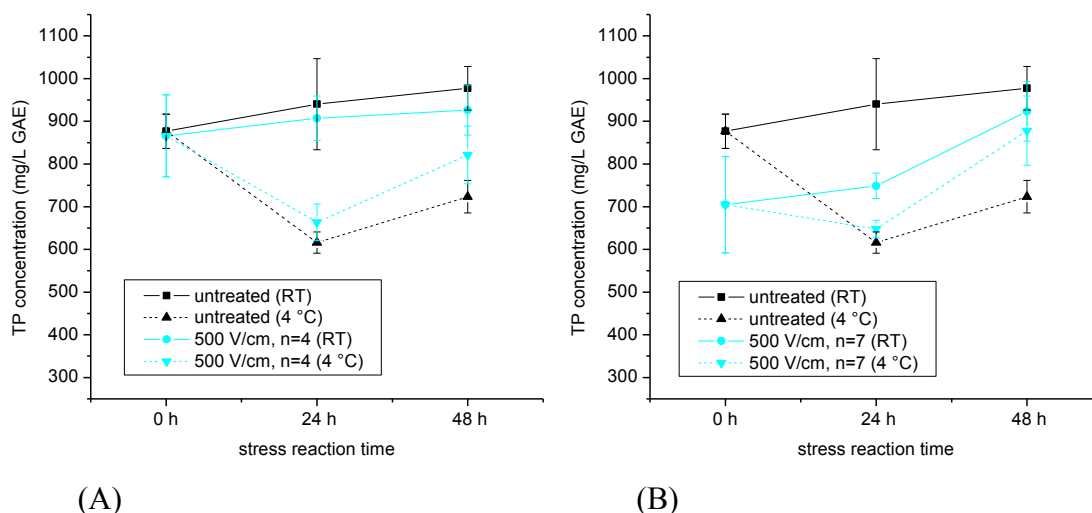 1100
1000
900
800
700
600
500
400
300
TP concentration (mg/L GAE)
untreated (RT)
untreated (4 °C)
500 V/cm, n=4 (RT)
500 V/cm, n=4 (4 °C)
0 h
24 h
48 h
stress reaction time
(A)
1100
1000
900
800
700
600
500
400
300
TP concentration (mg/L GAE)
untreated (RT)
untreated (4 °C)
500 V/cm, n=7 (RT)
500 V/cm, n=7 (4 °C)
0 h
24 h
48 h
stress reaction time
(B)